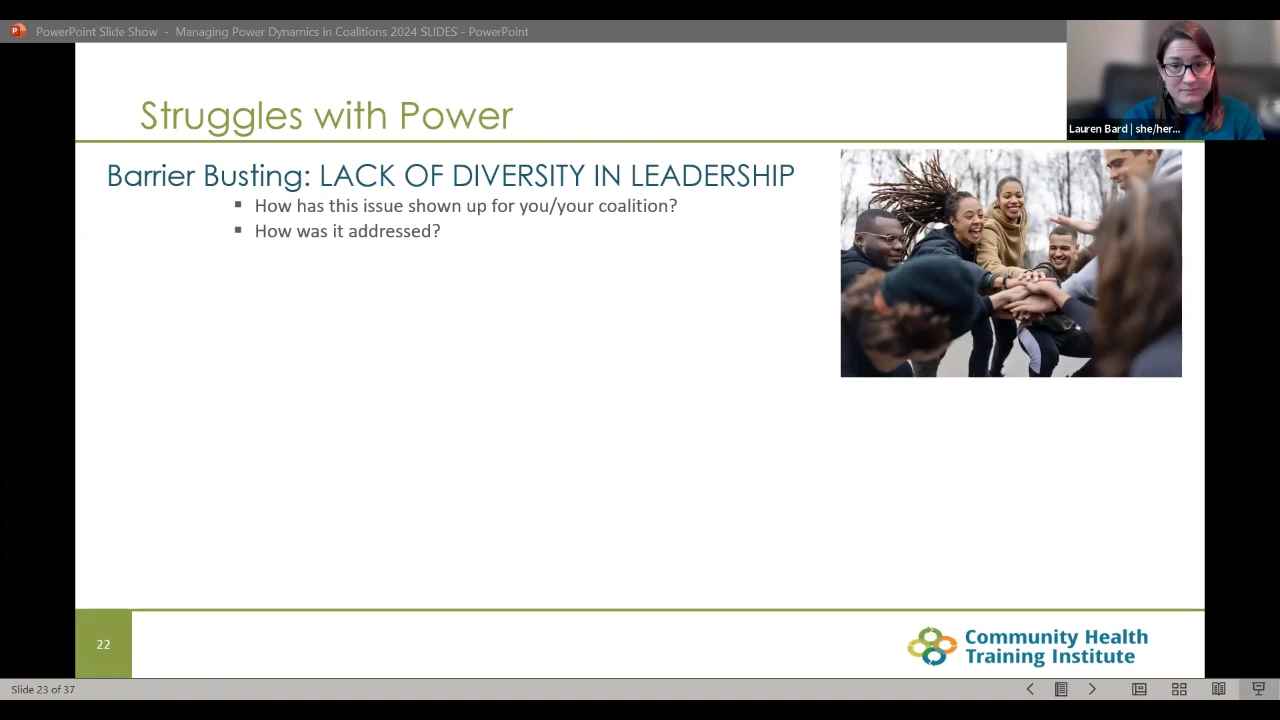 PowerPoint Slide Show - Managing Power Dynamics in Coalitions 2024 SLIDES - PowerPoint
Lauren Bard | she/her...
Struggles with Power
Barrier Busting: LACK OF DIVERSITY IN LEADERSHIP
▪ How has this issue shown up for you/your coalition?
▪ How was it addressed?
22
Community Health
Training Institute
Slide 23 of 37